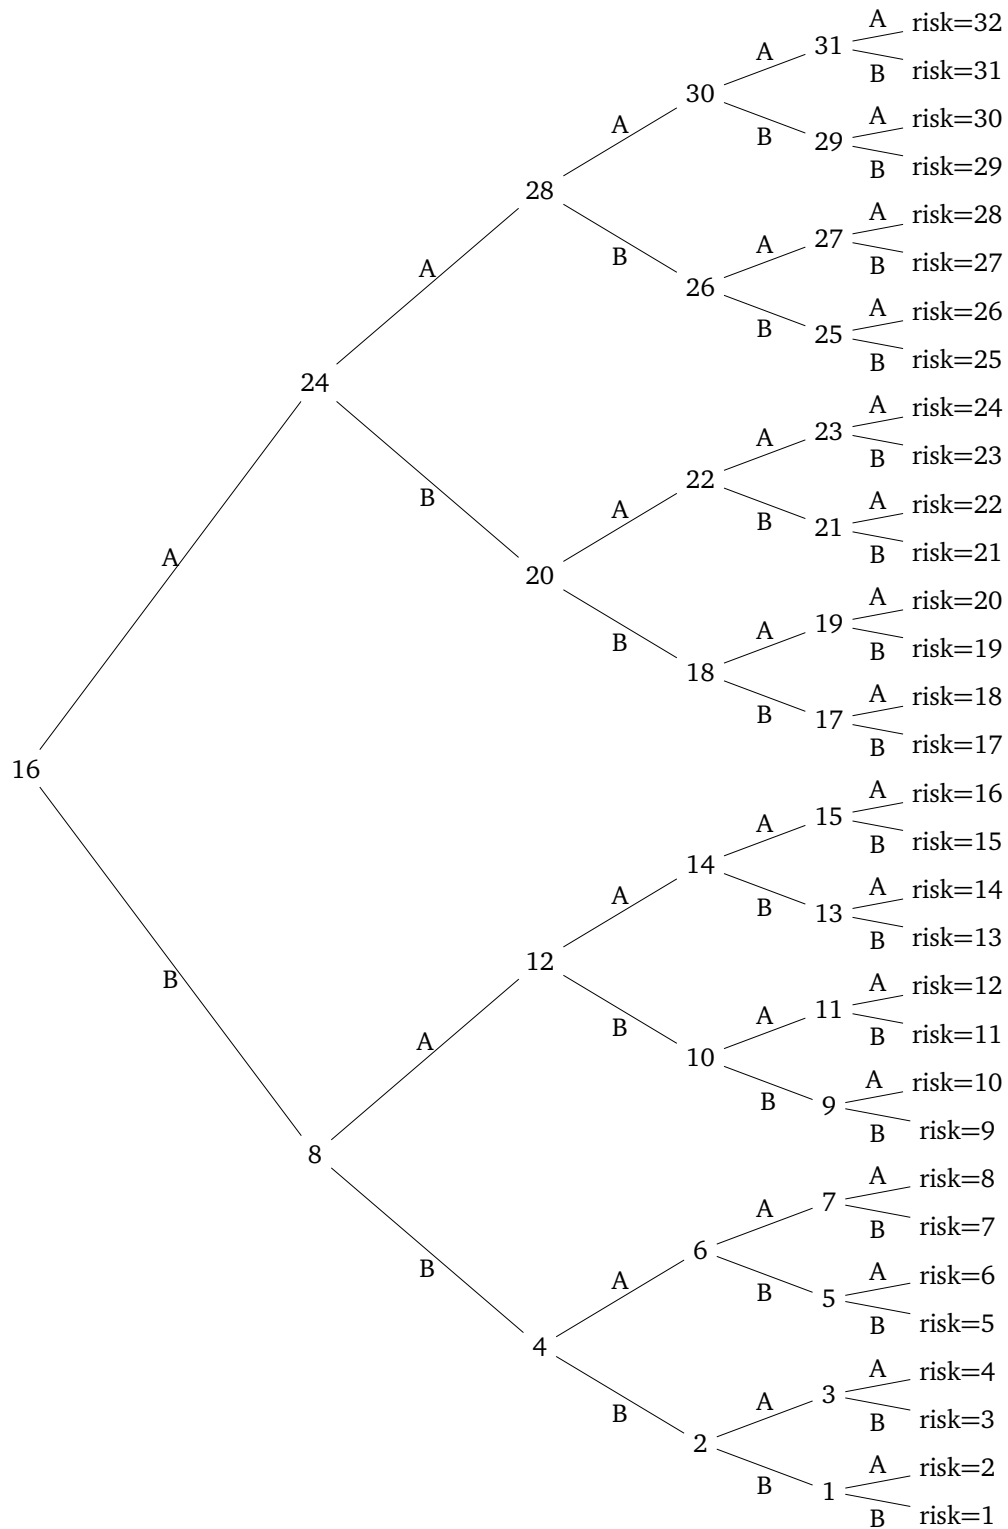 A risk=32
31
A
B risk=31
30
A
A risk=30
B
29
B risk=29
28
A risk=28
A
27
B
B risk=27
26
A
A risk=26
B
25
B risk=25
24
A risk=24
A
23
B risk=23
22
B
A
A risk=22
B
21
B risk=21
20
A
A risk=20
A
19
B
B risk=19
18
A risk=18
B
17
B risk=17
16
A risk=16
A
15
B risk=15
14
A
A risk=14
B
13
B risk=13
12
B
A risk=12
A
11
B
B risk=11
10
A
A risk=10
B
9
B risk=9
8
A risk=8
A
7
B risk=7
6
B
A
A risk=6
B
5
B risk=5
4
A risk=4
A
3
B
B risk=3
2
A risk=2
B
1
B risk=1